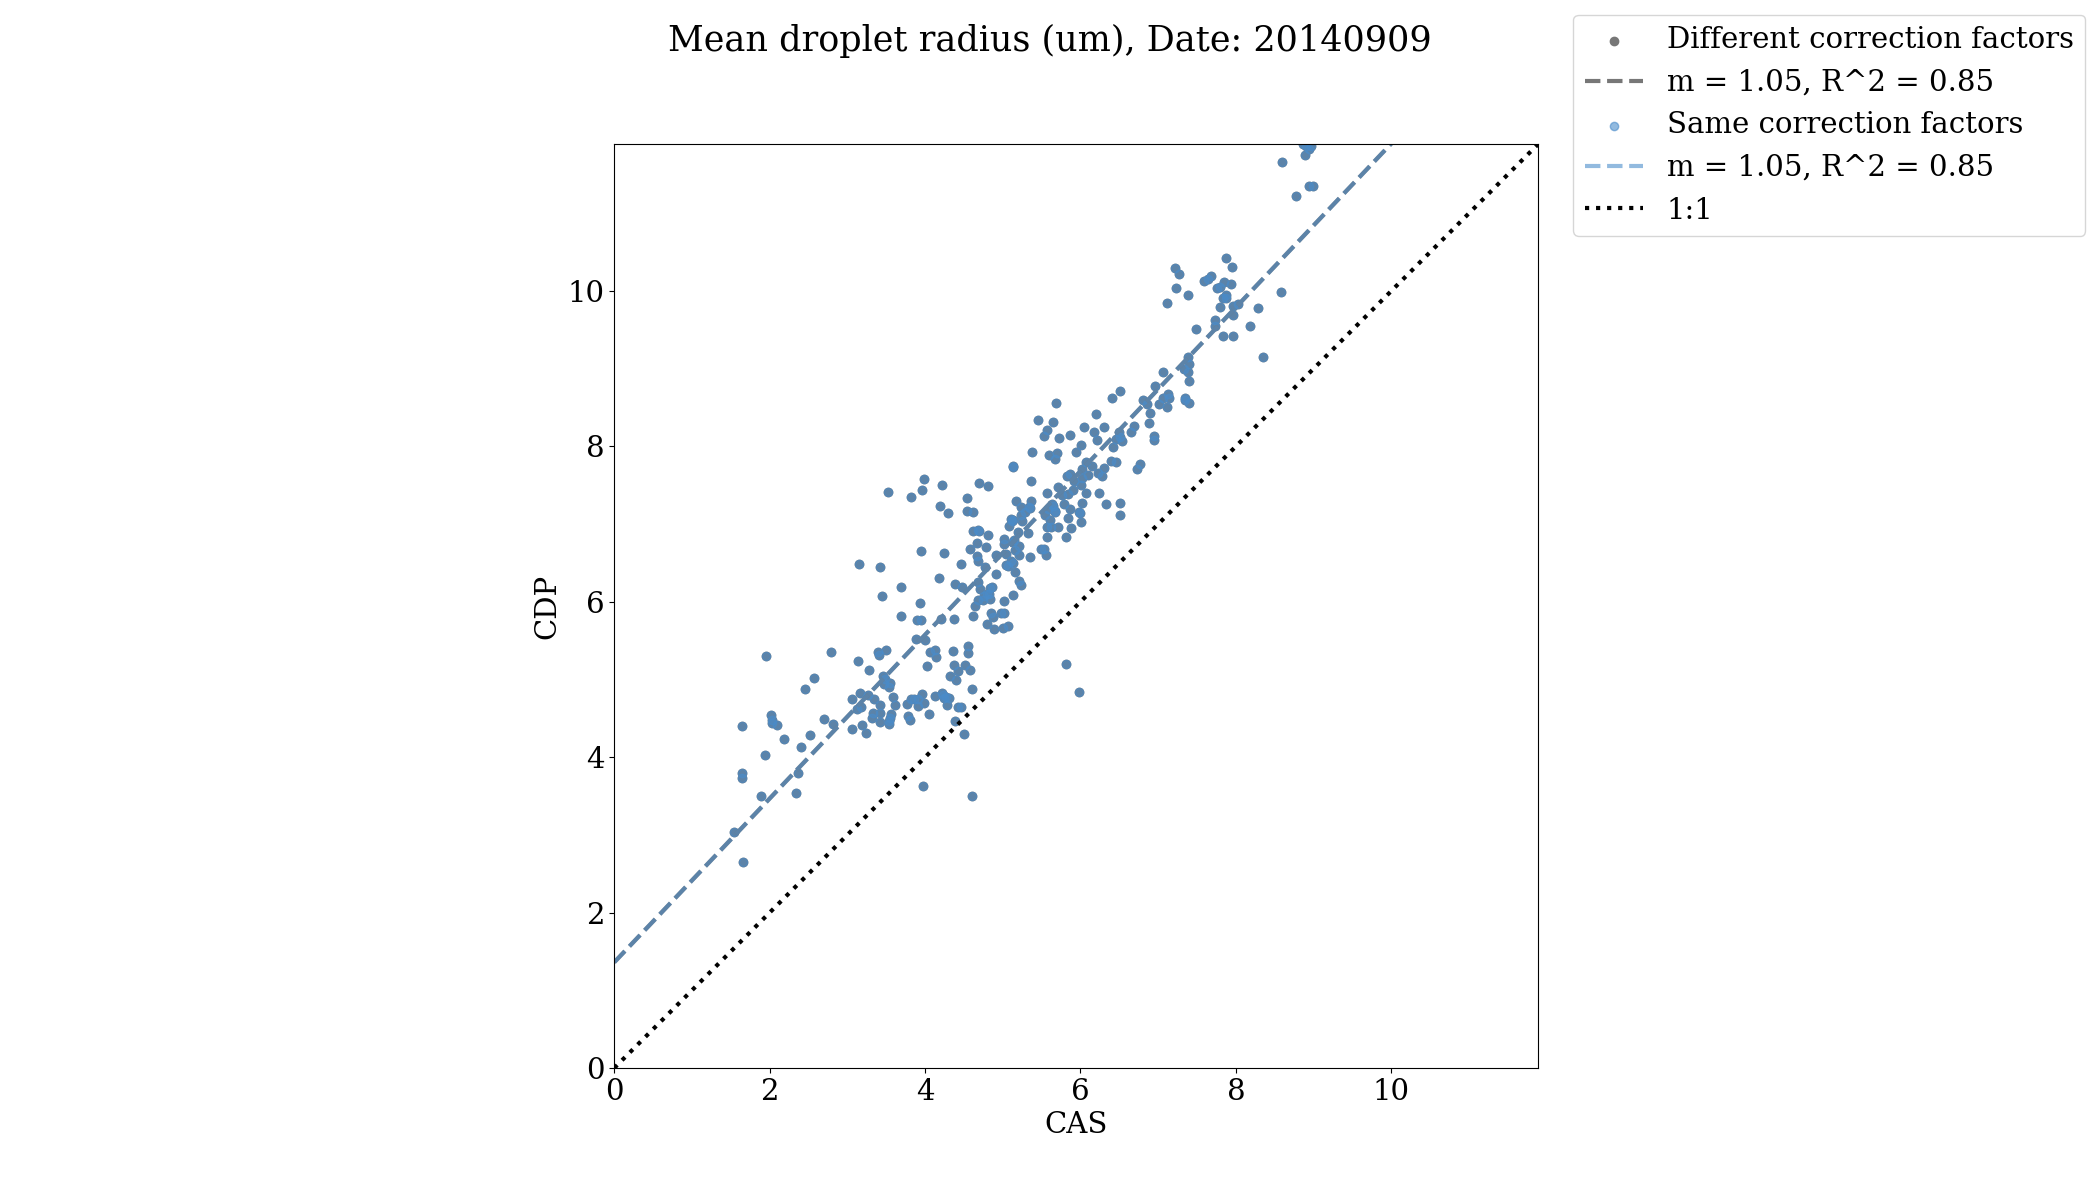 Mean droplet radius (um), Date: 20140909
Different correction factors
m = 1.05, R^2 = 0.85
Same correction factors
m = 1.05, R^2 = 0.85
1:1
10
8
6
4
2
0
CDP
0 2 4 6 8 10
CAS